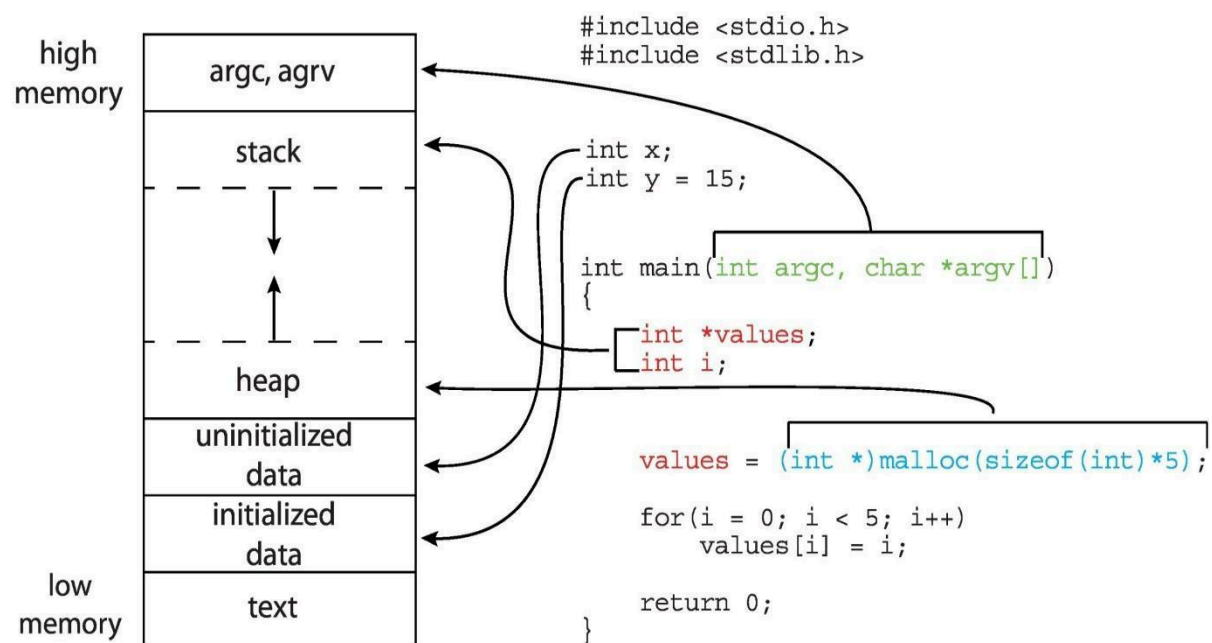 high
memory
argc, agrv
stack
heap
uninitialized
data
initialized
data
low
memory
text
#include <stdio.h>
#include <stdlib.h>
int x;
int y = 15;
int main(int argc, char *argv[])
{
int *values;
int i;
values = (int *)malloc(sizeof(int)*5);
for(i = 0; i < 5; i++)
values[i] = i;
return 0;
}